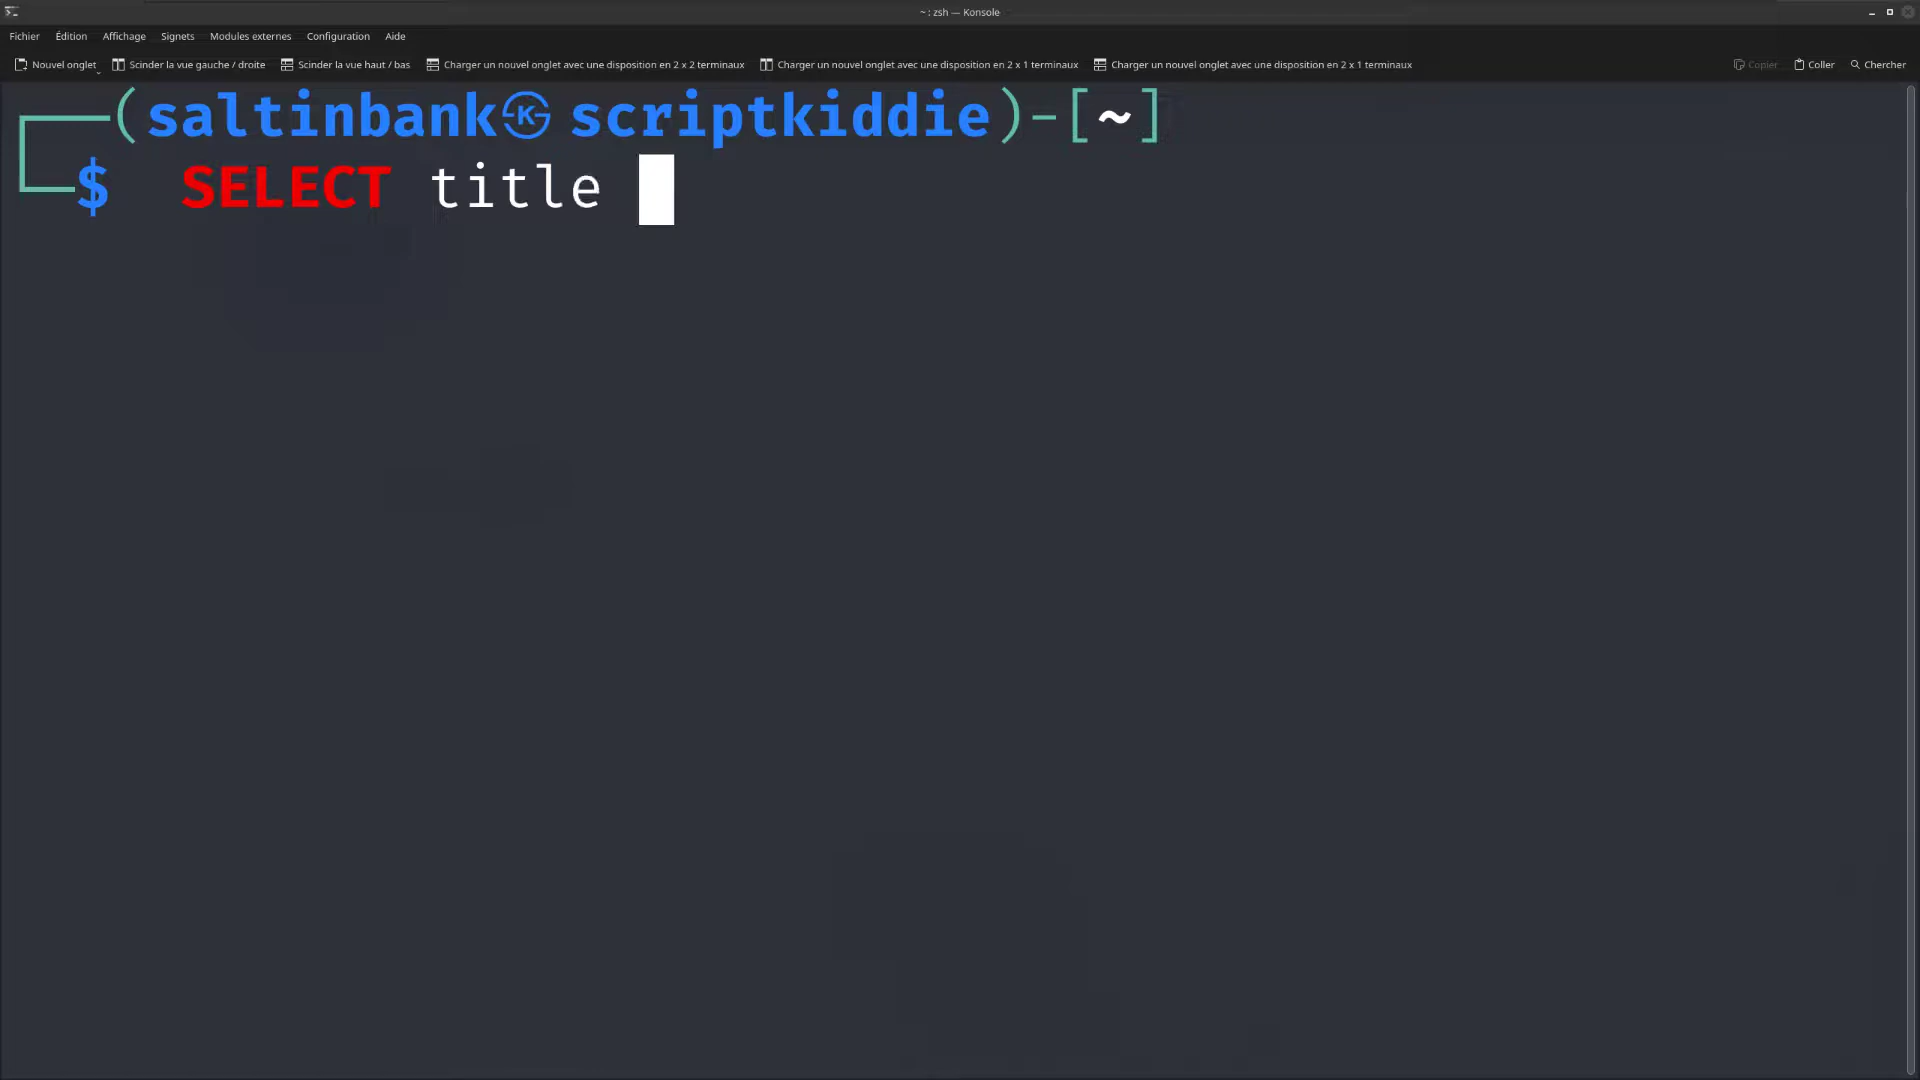 ~ : zsh — Konsole
Fichier Édition Affichage Signets Modules externes Configuration Aide
Nouvel onglet Scinder la vue gauche / droite Scinder la vue haut / bas Charger un nouvel onglet avec une disposition en 2 x 2 terminaux Charger un nouvel onglet avec une disposition en 2 x 1 terminaux Charger un nouvel onglet avec une disposition en 2 x 1 terminaux Copier Coller Chercher
┌──(saltinbank㉿scriptkiddie)-[~]
└─$ SELECT title